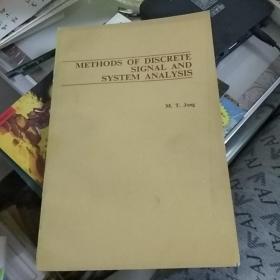 METHODS OF DISCRETE
SIGNAL AND
SYSTEM ANALYSIS
M. T. Jong